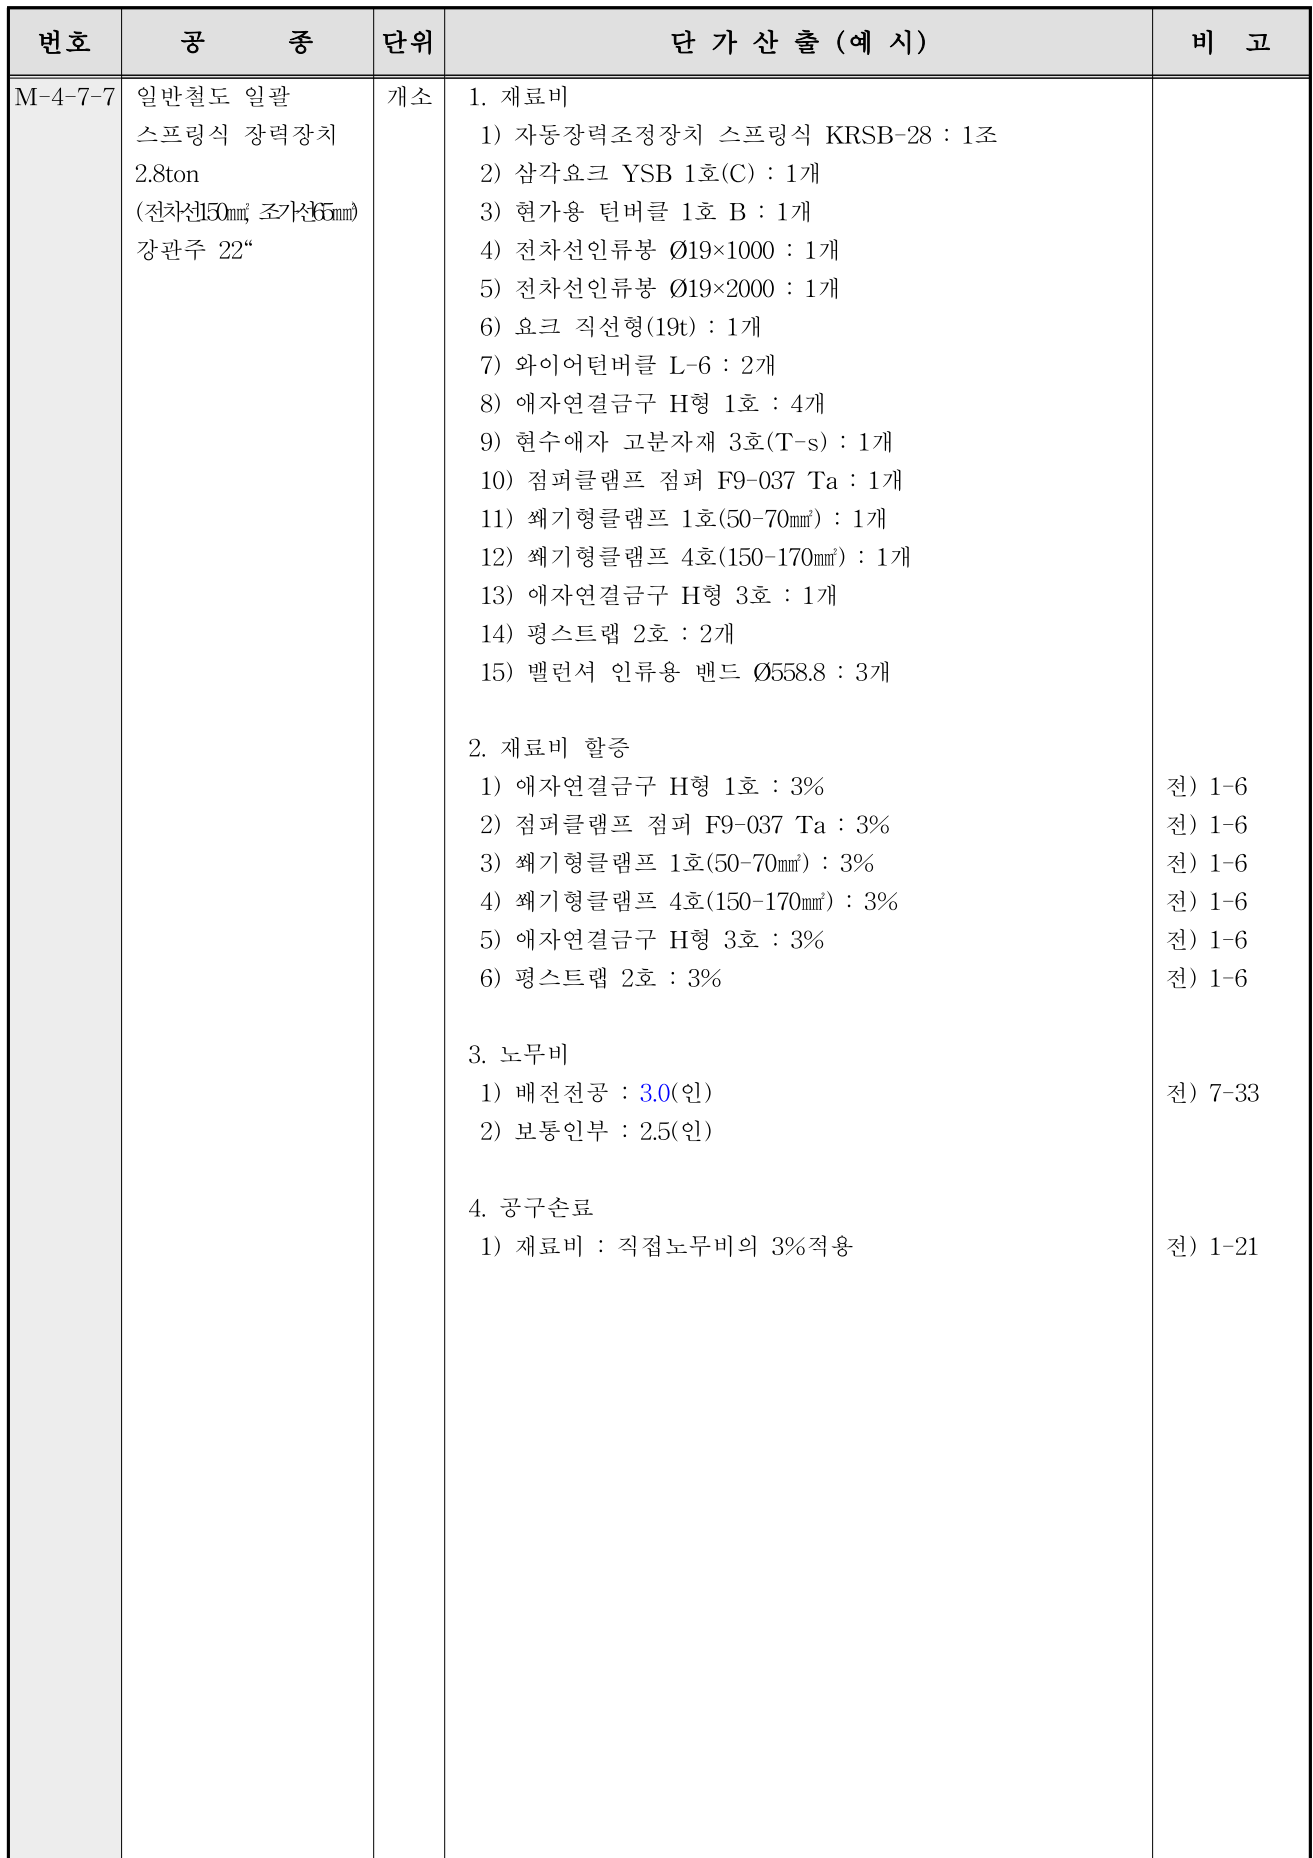 번호 공 종 단위 단 가 산 출 (예 시) 비 고
M-4-7-7 일반철도 일괄 개소 1. 재료비
스프링식 장력장치 1) 자동장력조정장치 스프링식 KRSB-28 : 1조
2.8ton 2) 삼각요크 YSB 1호(C) : 1개
(전차선150㎟, 조가선65㎟) 3) 현가용 턴버클 1호 B : 1개
강관주 22“ 4) 전차선인류봉 Ø19×1000 : 1개
5) 전차선인류봉 Ø19×2000 : 1개
6) 요크 직선형(19t) : 1개
7) 와이어턴버클 L-6 : 2개
8) 애자연결금구 H형 1호 : 4개
9) 현수애자 고분자재 3호(T-s) : 1개
10) 점퍼클램프 점퍼 F9-037 Ta : 1개
11) 쐐기형클램프 1호(50-70㎟) : 1개
12) 쐐기형클램프 4호(150-170㎟) : 1개
13) 애자연결금구 H형 3호 : 1개
14) 평스트랩 2호 : 2개
15) 밸런셔 인류용 밴드 Ø558.8 : 3개
2. 재료비 할증
1) 애자연결금구 H형 1호 : 3% 전) 1-6
2) 점퍼클램프 점퍼 F9-037 Ta : 3% 전) 1-6
3) 쐐기형클램프 1호(50-70㎟) : 3% 전) 1-6
4) 쐐기형클램프 4호(150-170㎟) : 3% 전) 1-6
5) 애자연결금구 H형 3호 : 3% 전) 1-6
6) 평스트랩 2호 : 3% 전) 1-6
3. 노무비
1) 배전전공 : 3.0(인) 전) 7-33
2) 보통인부 : 2.5(인)
4. 공구손료
1) 재료비 : 직접노무비의 3%적용 전) 1-21